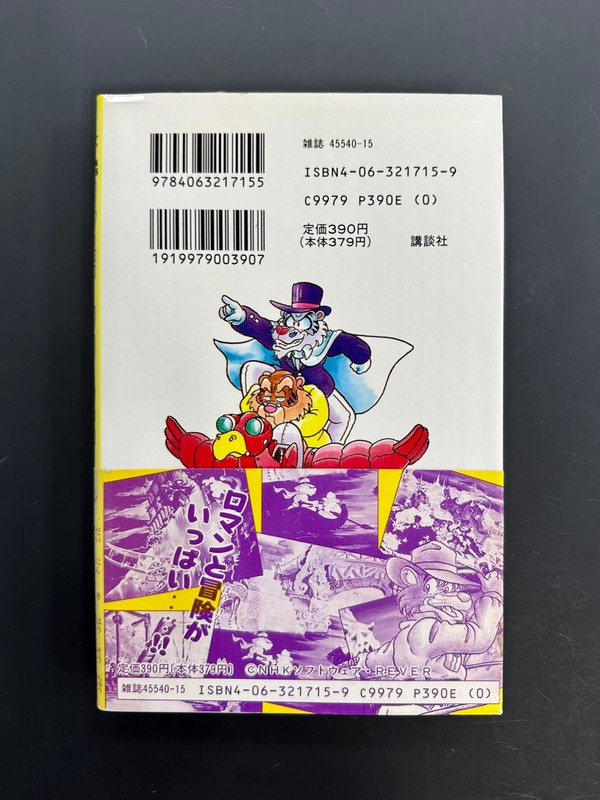 雑誌 45540-15
ISBN4-06-321715-9
9784063217155
C9979 P390E (0)
定価390円
(本体379円)
講談社
1919979003907
ロマンと冒険が
いっぱい…!!
定価390円(本体379円) ©NHKソフトウェア・REVER
雑誌45540-15 ISBN4-06-321715-9 C9979 P390E (0)